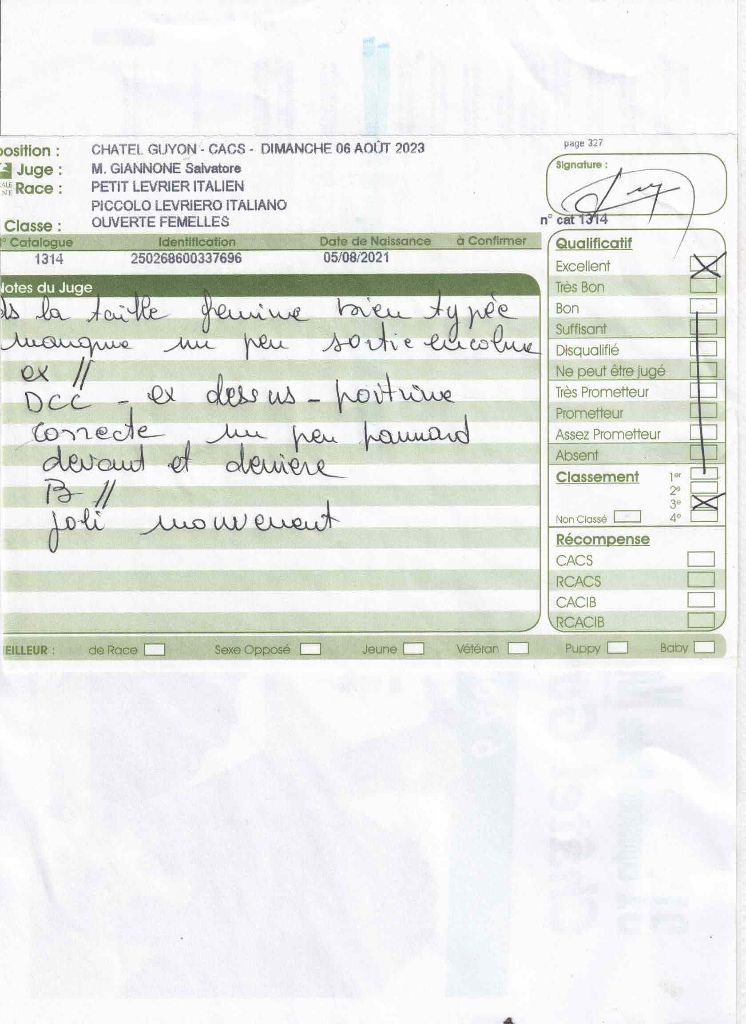 position : CHATEL GUYON - CACS - DIMANCHE 06 AOÛT 2023
Juge : M. GIANNONE Salvatore
Race : PETIT LEVRIER ITALIEN
PICCOLO LEVRIERO ITALIANO
Classe : OUVERTE FEMELLES
page 327
Signature :
n° cat 1314
° Catalogue Identification Date de Naissance à Confirmer
1314 250268600337696 05/08/2021
Notes du Juge
ds la taille femine bien typée
manque un peu sortie encolure
ex //
DCC - ex dessus - poitrine
correcte un peu pannard
devant et derriere
B //
joli mouvement
Qualificatif
Excellent
Très Bon
Bon
Suffisant
Disqualifié
Ne peut être jugé
Très Prometteur
Prometteur
Assez Prometteur
Absent
Classement 1er
2e
3e
Non Classé 4e
Récompense
CACS
RCACS
CACIB
RCACIB
EILLEUR : de Race Sexe Opposé Jeune Vétéran Puppy Baby